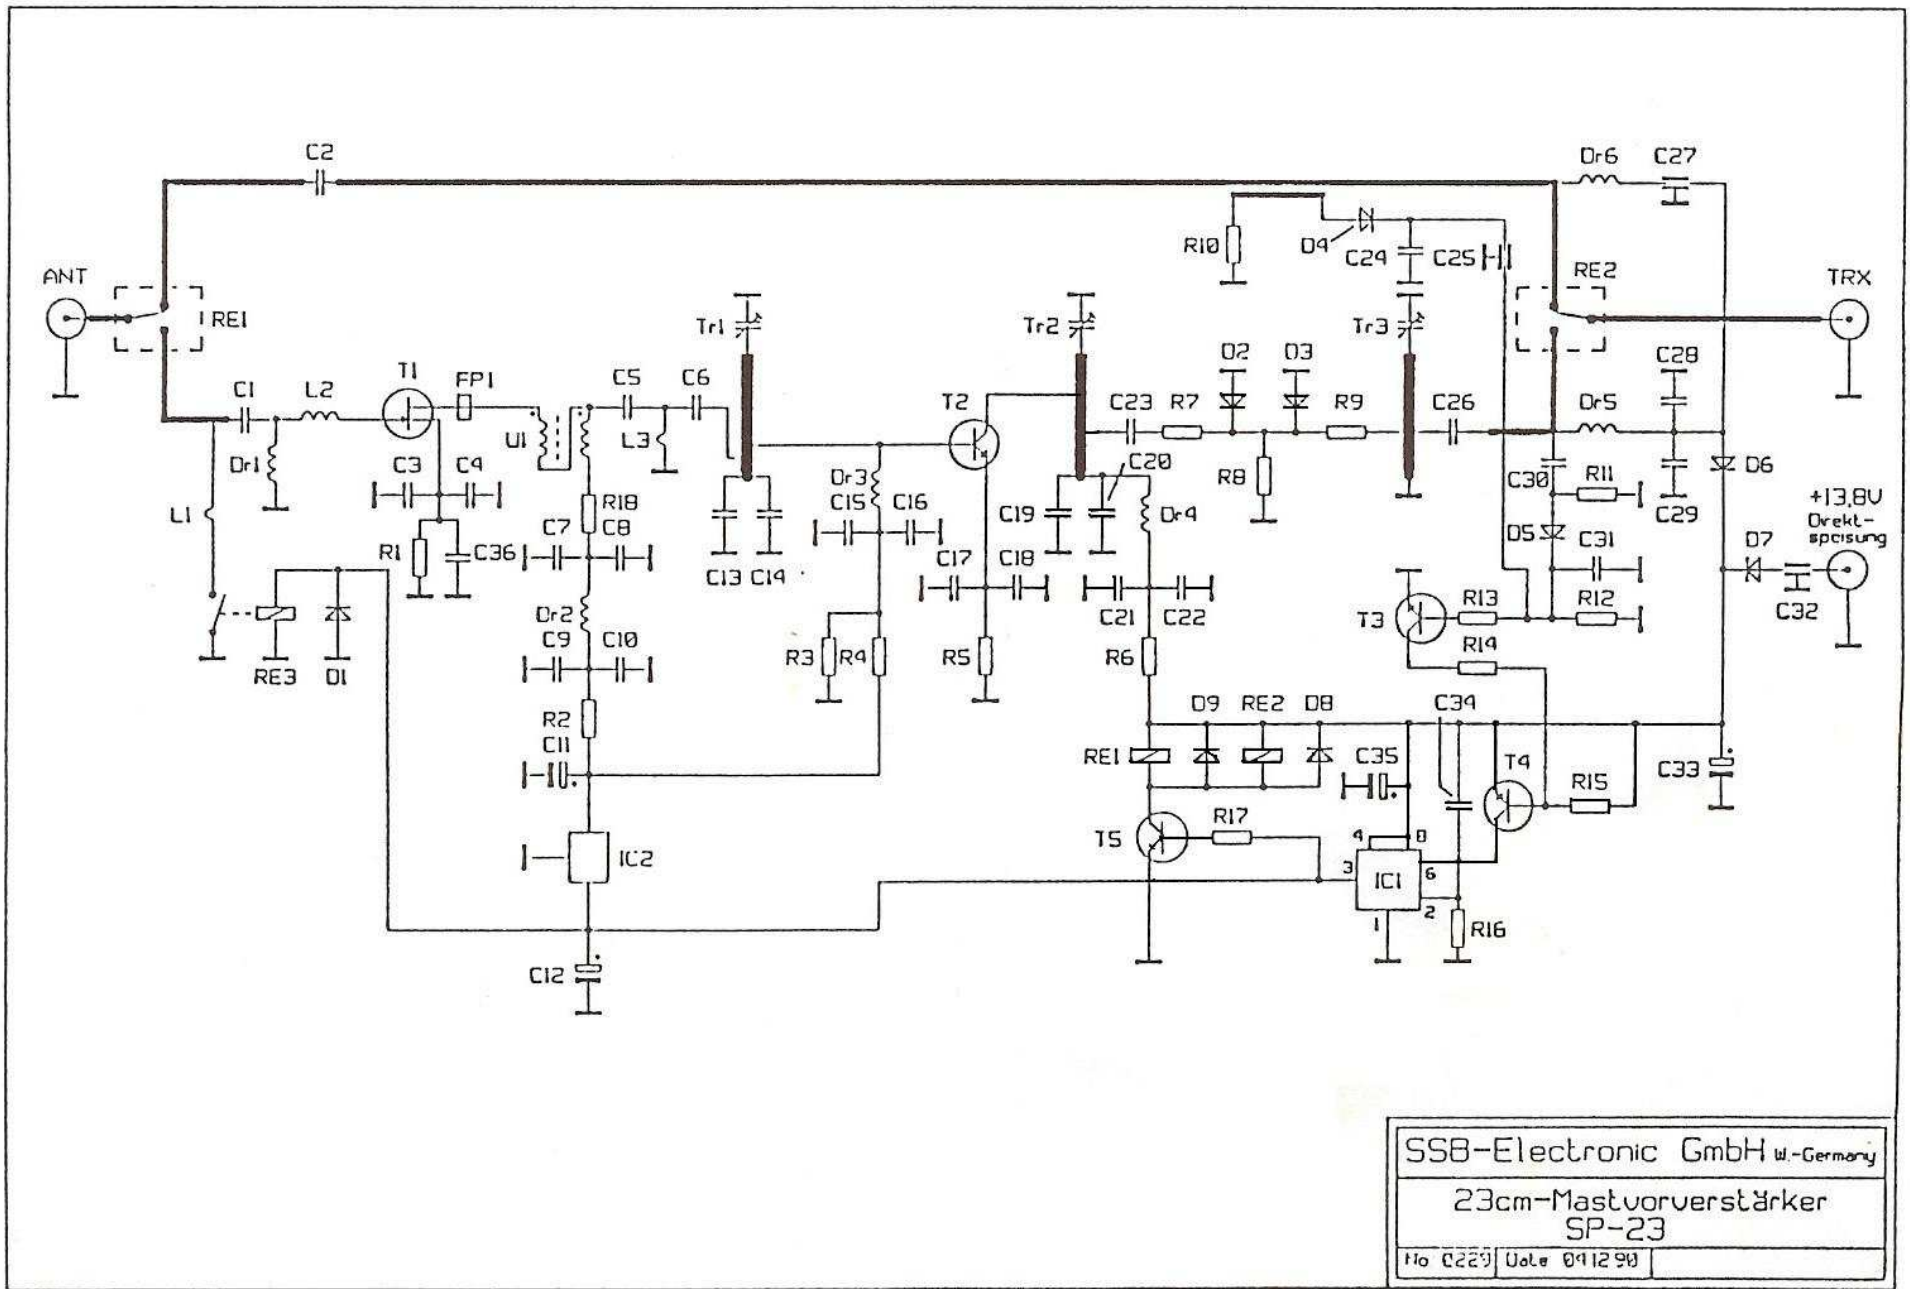 C2
Dr6 C27
R10 D4 C24 C25
ANT RE1 RE2 TRX
Tr1 Tr2 Tr3
C1 L2 T1 FP1 C5 C6
D2 D3 C28
Dr1 U1 L3 T2 C23 R7 R9 C26 Dr5
C3 C4 Dr3 C20 R8 C30 R11 D6
L1 R18 C15 C16 C19 Dr4 C29
+13,8V
Direkt-
speisung
R1 C36 C7 C8 C13 C14 C17 C18 D5 C31 D7
Dr2 C21 C22 T3 R13 R12 C32
RE3 D1 C9 C10 R3 R4 R5 R6 R14
R2 D9 RE2 D8 C34
C11 RE1 C35 T4 R15 C33
T5 R17 4 8
IC2 3 IC1 6
2
1 R16
C12
SSB-Electronic GmbH W.-Germany
23cm-Mastvorverstärker
SP-23
No 0229 Date 041290